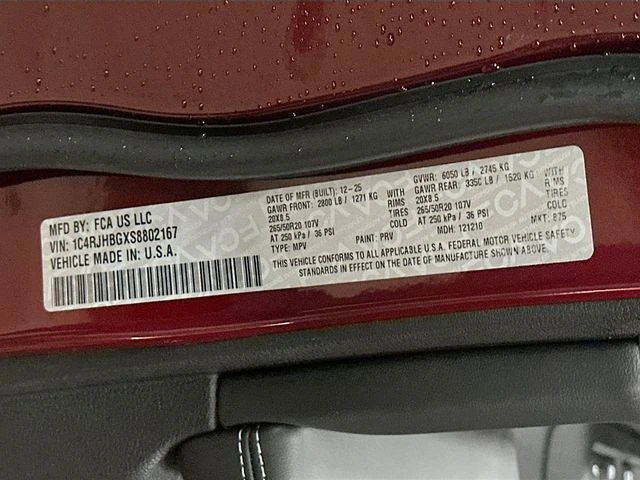 MFD BY: FCA US LLC
VIN: 1C4RJHBGXS8802167
VEHICLE MADE IN: U.S.A.
DATE OF MFR (BUILT): 12-25
GAWR FRONT: 2800 LB / 1271 KG WITH
20X8.5 RIMS
265/50R20 107V TIRES
AT 250 kPa / 36 PSI COLD
TYPE: MPV PAINT: PRV
GVWR: 6050 LB / 2745 KG
GAWR REAR: 3350 LB / 1520 KG WITH
20X8.5 RIMS
265/50R20 107V TIRES
AT 250 kPa / 36 PSI COLD
MDH: 121210 MKT: 875
THIS VEHICLE CONFORMS TO ALL APPLICABLE U.S.A. FEDERAL MOTOR VEHICLE SAFETY
STANDARDS IN EFFECT ON THE DATE OF MANUFACTURE SHOWN ABOVE.